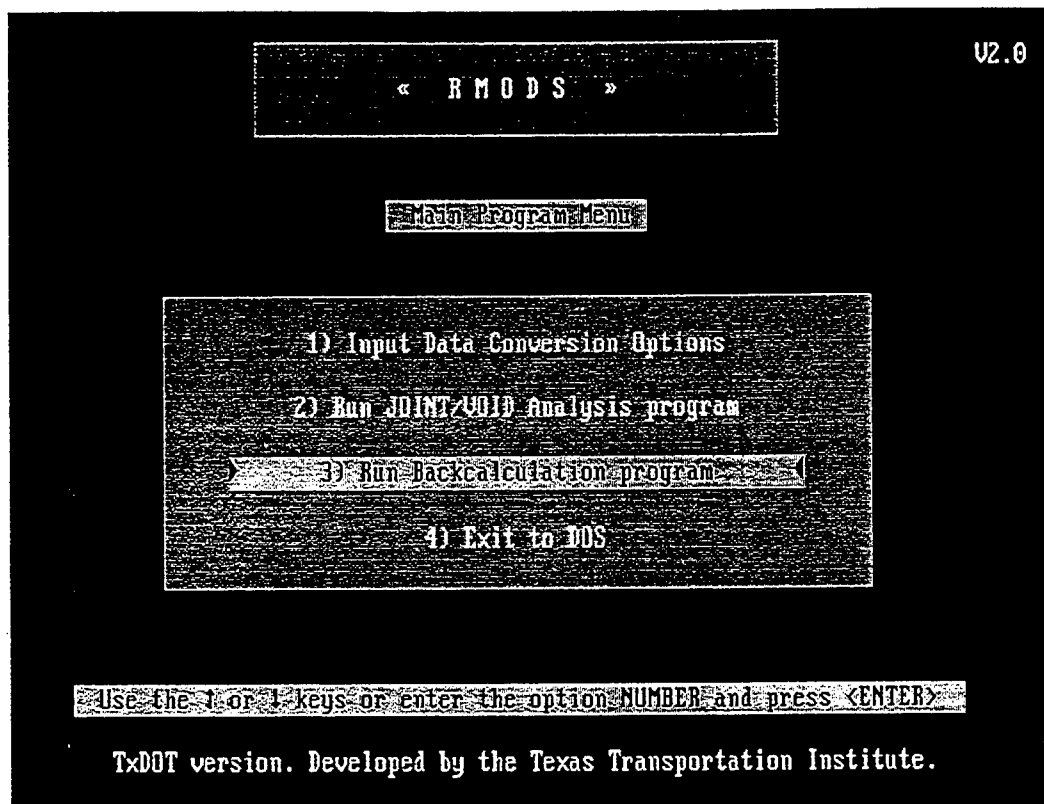 V2.0
« R M O D S »
Main Program Menu
1) Input Data Conversion Options
2) Run JOINT/VOID Analysis program
3) Run Backcalculation program
4) Exit to DOS
Use the ↑ or ↓ keys or enter the option NUMBER and press <ENTER>
TxDOT version. Developed by the Texas Transportation Institute.